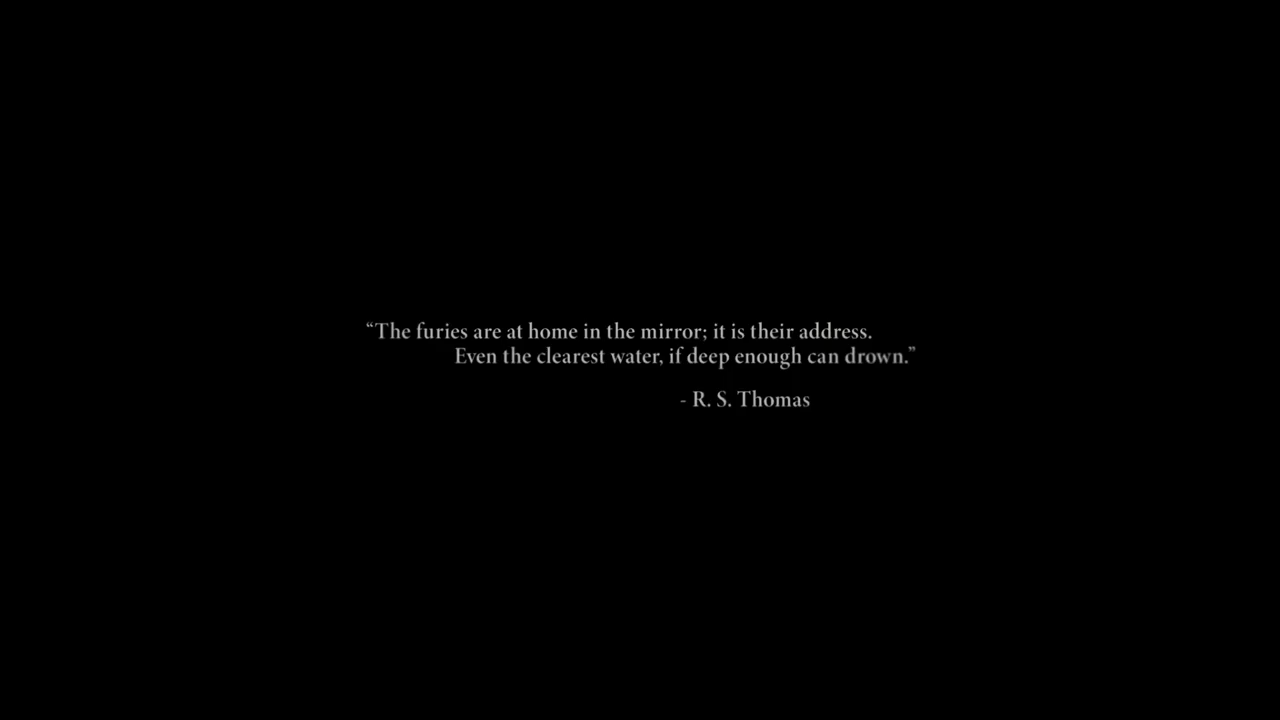 “The furies are at home in the mirror; it is their address.
Even the clearest water, if deep enough can drown.”
- R. S. Thomas